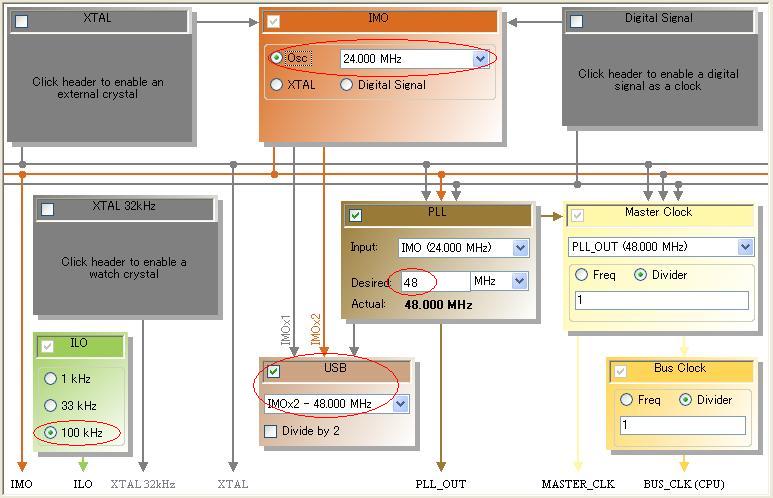 XTAL
Click header to enable an
external crystal
IMO
Osc
24.000 MHz
XTAL
Digital Signal
Digital Signal
Click header to enable a digital
signal as a clock
XTAL 32kHz
Click header to enable a
watch crystal
PLL
Input:
IMO (24.000 MHz)
Desired:
48
MHz
Actual:
48.000 MHz
Master Clock
PLL_OUT (48.000 MHz)
Freq
Divider
1
ILO
1 kHz
33 kHz
100 kHz
IMOx1
IMOx2
USB
IMOx2 - 48.000 MHz
Divide by 2
Bus Clock
Freq
Divider
1
IMO
ILO
XTAL 32kHz
XTAL
PLL_OUT
MASTER_CLK
BUS_CLK (CPU)